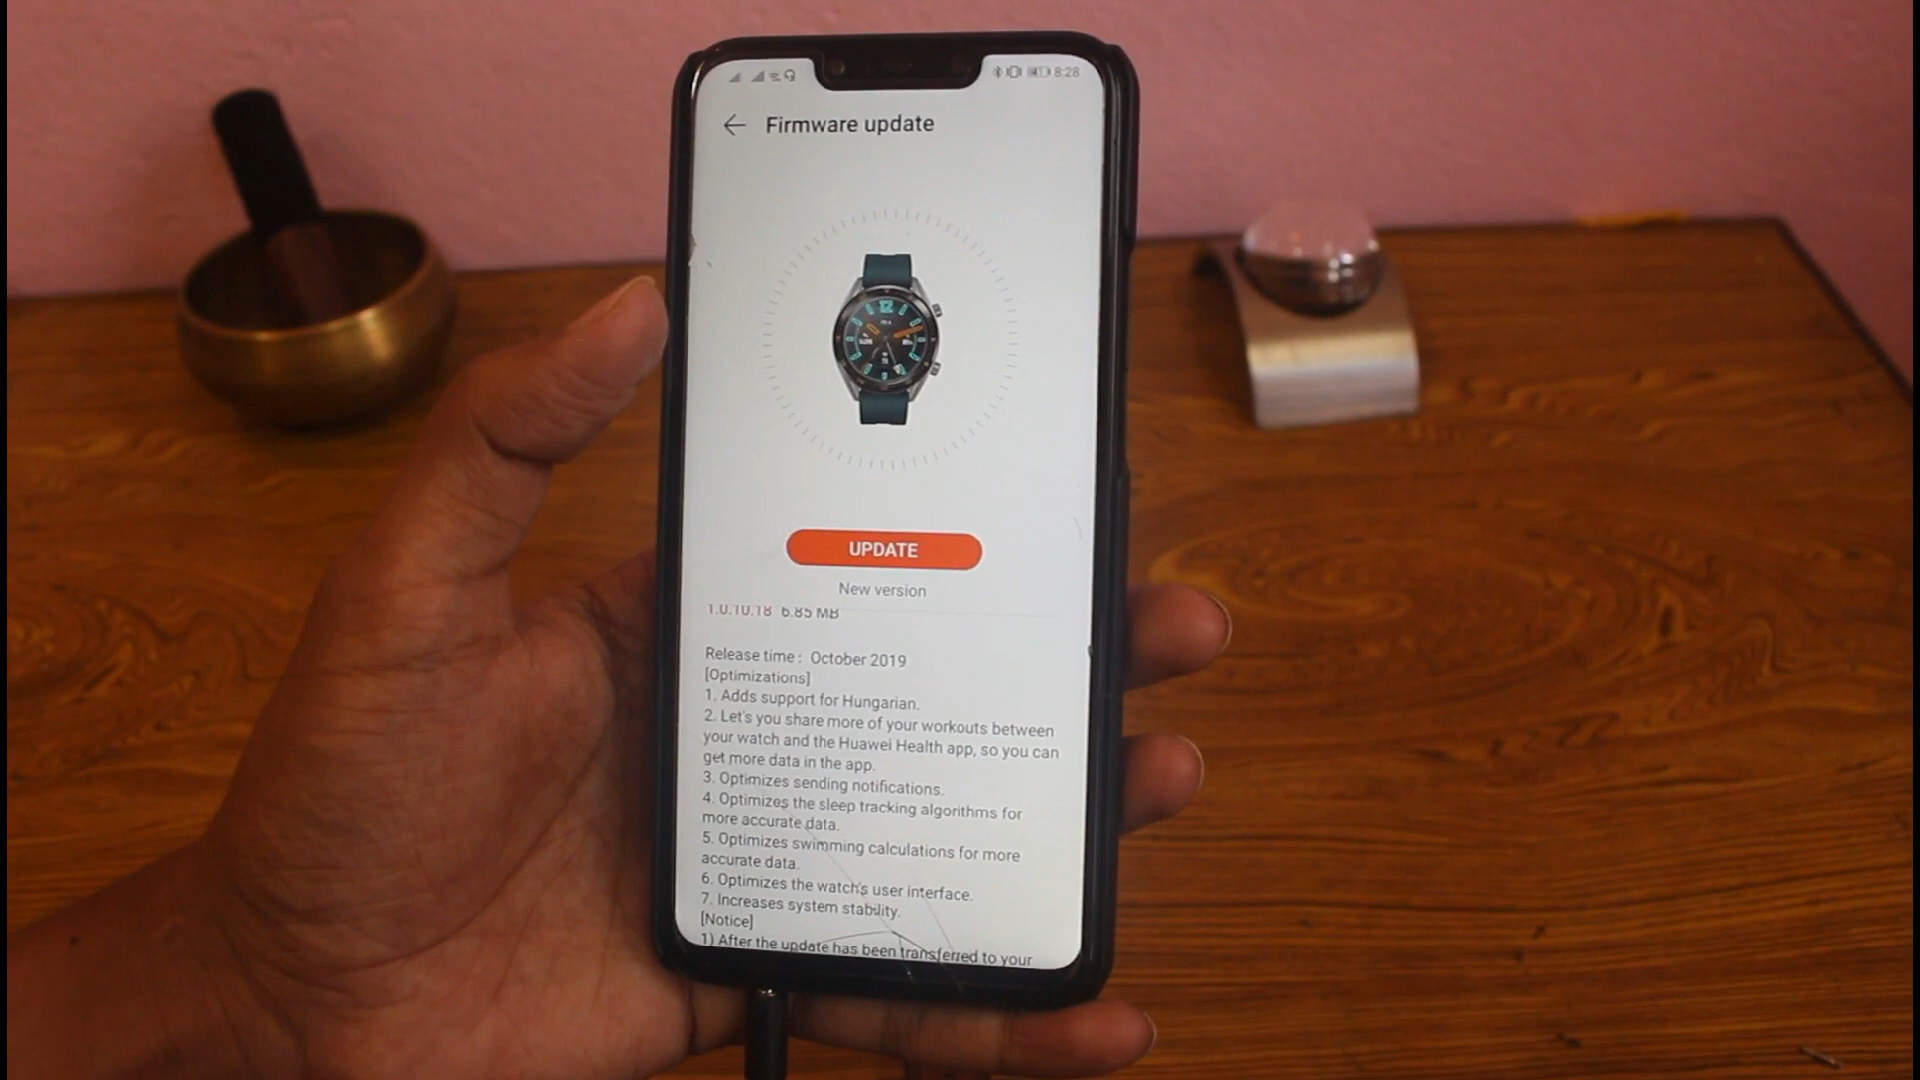 8:28
Firmware update
12
UPDATE
New version
1.0.10.18 6.85 MB
Release time : October 2019
[Optimizations]
1. Adds support for Hungarian.
2. Let's you share more of your workouts between
your watch and the Huawei Health app, so you can
get more data in the app.
3. Optimizes sending notifications.
4. Optimizes the sleep tracking algorithms for
more accurate data.
5. Optimizes swimming calculations for more
accurate data.
6. Optimizes the watch's user interface.
7. Increases system stability.
[Notice]
1) After the update has been transferred to your